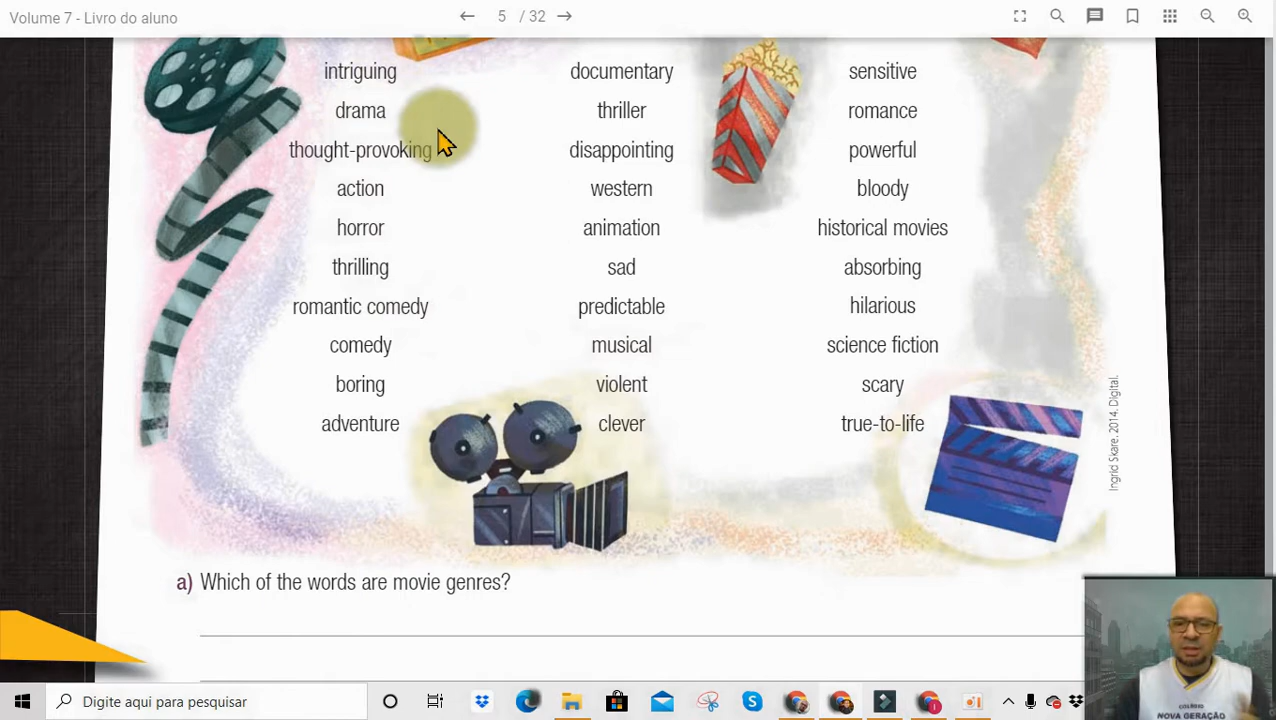 Volume 7 - Livro do aluno
5 / 32
intriguing
documentary
sensitive
drama
thriller
romance
thought-provoking
disappointing
powerful
action
western
bloody
horror
animation
historical movies
thrilling
sad
absorbing
romantic comedy
predictable
hilarious
comedy
musical
science fiction
boring
violent
scary
adventure
clever
true-to-life
Ingrid Skare. 2014. Digital.
a) Which of the words are movie genres?
COLÉGIO
NOVA GERAÇÃO
Digite aqui para pesquisar